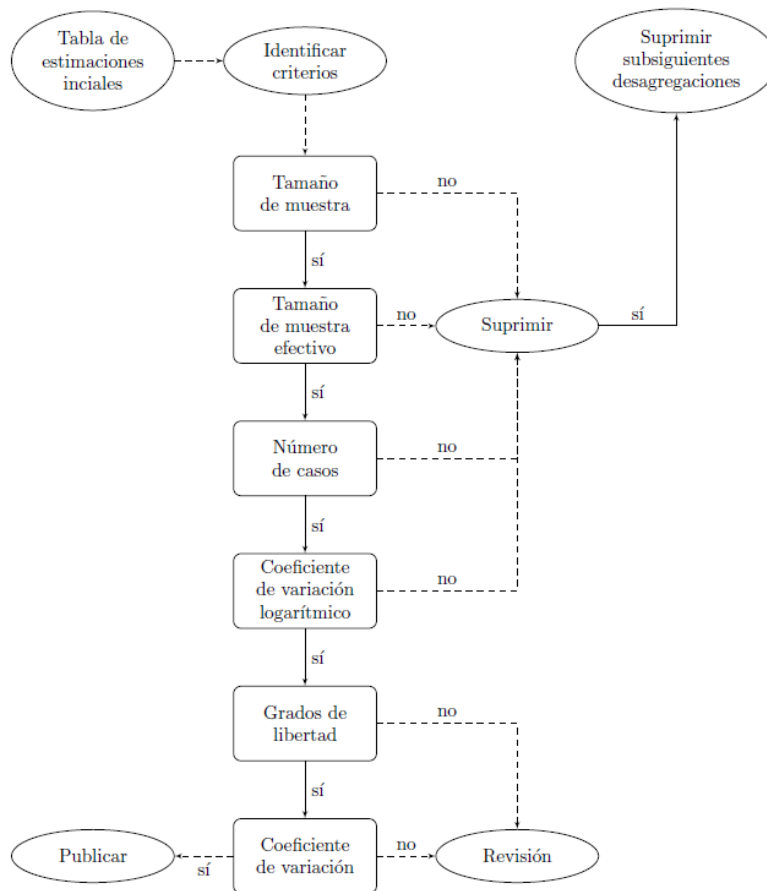 Tabla de
estimaciones
inciales
Identificar
criterios
Suprimir
subsiguientes
desagregaciones
Tamaño
de muestra
no
sí
Tamaño
de muestra
efectivo
no
Suprimir
sí
sí
Número
de casos
no
sí
Coeficiente
de variación
logarítmico
no
sí
Grados de
libertad
no
sí
Publicar
sí
Coeficiente
de variación
no
Revisión